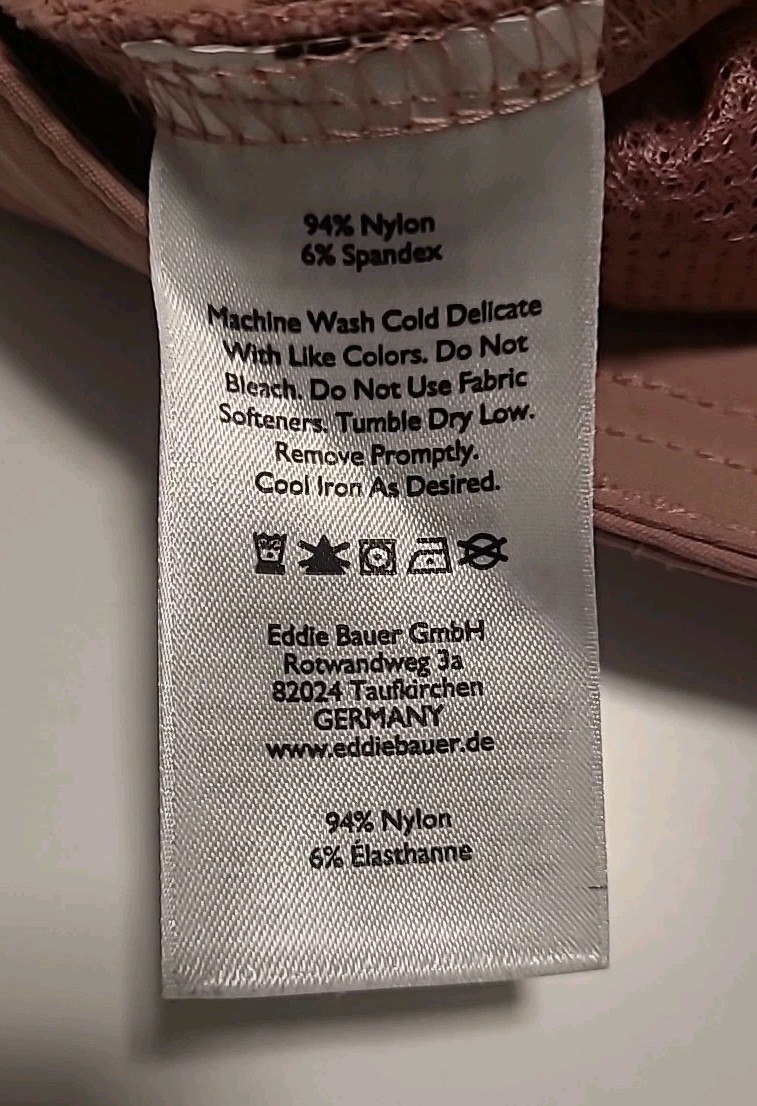 94% Nylon
6% Spandex
Machine Wash Cold Delicate
With Like Colors. Do Not
Bleach. Do Not Use Fabric
Softeners. Tumble Dry Low.
Remove Promptly.
Cool Iron As Desired.
Eddie Bauer GmbH
Rotwandweg 3a
82024 Taufkirchen
GERMANY
www.eddiebauer.de
94% Nylon
6% Élasthanne